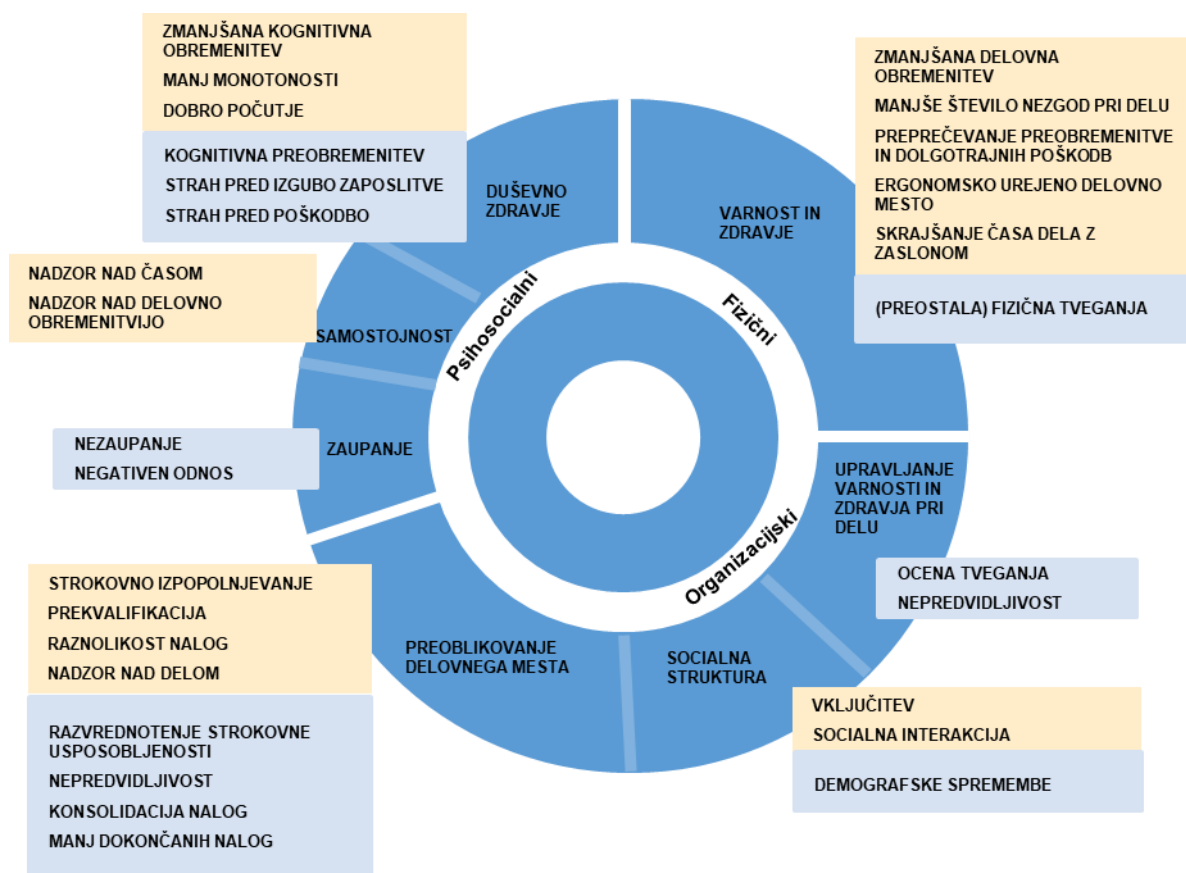 ZMANJŠANA KOGNITIVNA
OBREMENITEV
MANJ MONOTONOSTI
DOBRO POČUTJE
KOGNITIVNA PREOBREMENITEV
STRAH PRED IZGUBO ZAPOSLITVE
STRAH PRED POŠKODBO
DUŠEVNO
ZDRAVJE
VARNOST IN
ZDRAVJE
ZMANJŠANA DELOVNA
OBREMENITEV
MANJŠE ŠTEVILO NEZGOD PRI DELU
PREPREČEVANJE PREOBREMENITVE
IN DOLGOTRAJNIH POŠKODB
ERGONOMSKO UREJENO DELOVNO
MESTO
SKRAJŠANJE ČASA DELA Z
ZASLONOM
(PREOSTALA) FIZIČNA TVEGANJA
NADZOR NAD ČASOM
NADZOR NAD DELOVNO
OBREMENITVIJO
SAMOSTOJNOST
Psihosocialni
Fizični
NEZAUPANJE
NEGATIVEN ODNOS
ZAUPANJE
UPRAVLJANJE
VARNOSTI IN
ZDRAVJA PRI
DELU
Organizacijski
OCENA TVEGANJA
NEPREDVIDLJIVOST
STROKOVNO IZPOPOLNJEVANJE
PREKVALIFIKACIJA
RAZNOLIKOST NALOG
NADZOR NAD DELOM
PREOBLIKOVANJE
DELOVNEGA MESTA
SOCIALNA
STRUKTURA
RAZVREDNOTENJE STROKOVNE
USPOSOBLJENOSTI
NEPREDVIDLJIVOST
KONSOLIDACIJA NALOG
MANJ DOKONČANIH NALOG
VKLJUČITEV
SOCIALNA INTERAKCIJA
DEMOGRAFSKE SPREMEMBE